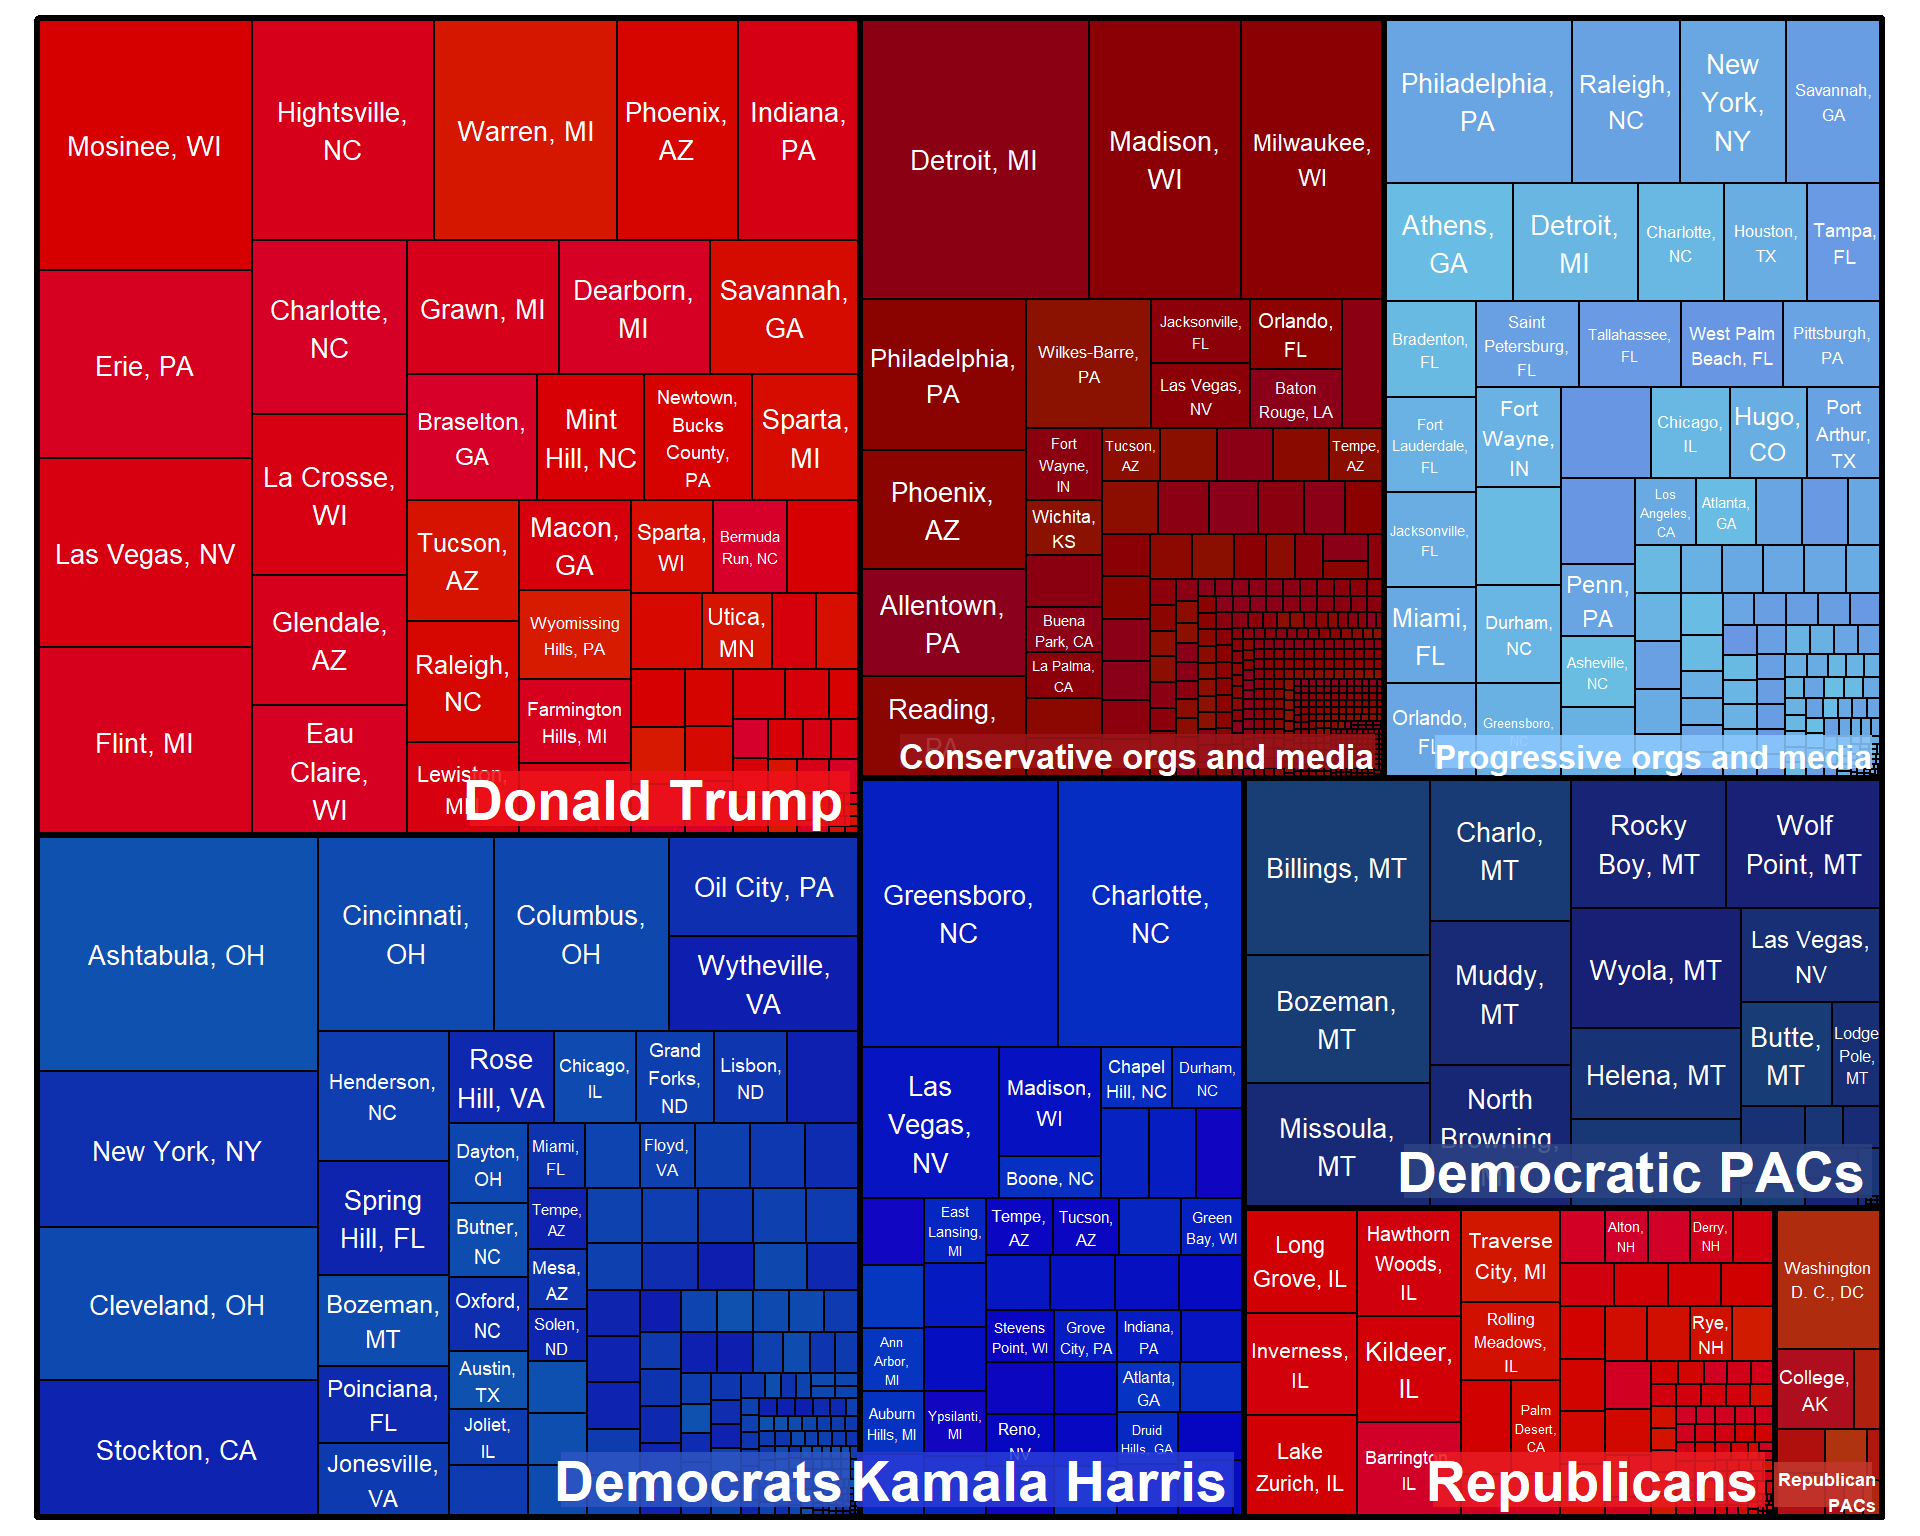 Mosinee, WI
Erie, PA
Las Vegas, NV
Flint, MI
Hightsville,
NC
Warren, MI
Phoenix,
AZ
Indiana,
PA
Charlotte,
NC
La Crosse,
WI
Glendale,
AZ
Eau
Claire,
WI
Grawn, MI
Dearborn,
MI
Savannah,
GA
Braselton,
GA
Mint
Hill, NC
Newtown,
Bucks
County,
PA
Sparta,
MI
Tucson,
AZ
Raleigh,
NC
Lewiston,
Macon,
GA
Wyomissing
Hills, PA
Farmington
Hills, MI
Sparta,
WI
Bermuda
Run, NC
Utica,
MN
Donald Trump
Detroit, MI
Madison,
WI
Milwaukee,
WI
Philadelphia,
PA
Phoenix,
AZ
Allentown,
PA
Reading,
PA
Wilkes-Barre,
PA
Jacksonville,
FL
Las Vegas,
NV
Orlando,
FL
Baton
Rouge, LA
Fort
Wayne,
IN
Wichita,
KS
Buena
Park, CA
La Palma,
CA
Tucson,
AZ
Tempe,
AZ
Conservative orgs and media
Philadelphia,
PA
Raleigh,
NC
New
York,
NY
Savannah,
GA
Athens,
GA
Detroit,
MI
Charlotte,
NC
Houston,
TX
Tampa,
FL
Bradenton,
FL
Fort
Lauderdale,
FL
Jacksonville,
FL
Miami,
FL
Orlando,
FL
Saint
Petersburg,
FL
Tallahassee,
FL
West Palm
Beach, FL
Pittsburgh,
PA
Fort
Wayne,
IN
Durham,
NC
Greensboro,
NC
Chicago,
IL
Hugo,
CO
Port
Arthur,
TX
Penn,
PA
Asheville,
NC
Los
Angeles,
CA
Atlanta,
GA
Progressive orgs and media
Ashtabula, OH
New York, NY
Cleveland, OH
Stockton, CA
Cincinnati,
OH
Columbus,
OH
Oil City, PA
Wytheville,
VA
Henderson,
NC
Spring
Hill, FL
Bozeman,
MT
Poinciana,
FL
Jonesville,
VA
Rose
Hill, VA
Chicago,
IL
Grand
Forks,
ND
Lisbon,
ND
Dayton,
OH
Butner,
NC
Oxford,
NC
Austin,
TX
Joliet,
IL
Miami,
FL
Floyd,
VA
Tempe,
AZ
Mesa,
AZ
Solen,
ND
Democrats
Greensboro,
NC
Charlotte,
NC
Las
Vegas,
NV
Madison,
WI
Boone, NC
Chapel
Hill, NC
Durham,
NC
East
Lansing,
MI
Tempe,
AZ
Tucson,
AZ
Green
Bay, WI
Ann
Arbor,
MI
Auburn
Hills, MI
Ypsilanti,
MI
Stevens
Point, WI
Grove
City, PA
Indiana,
PA
Atlanta,
GA
Reno,
NV
Druid
Hills, GA
Kamala Harris
Billings, MT
Bozeman,
MT
Missoula,
MT
Charlo,
MT
Muddy,
MT
North
Browning,
Rocky
Boy, MT
Wolf
Point, MT
Wyola, MT
Helena, MT
Las Vegas,
NV
Butte,
MT
Lodge
Pole,
MT
Democratic PACs
Long
Grove, IL
Inverness,
IL
Lake
Zurich, IL
Hawthorn
Woods,
IL
Kildeer,
IL
Barrington,
IL
Traverse
City, MI
Rolling
Meadows,
IL
Palm
Desert,
CA
Alton,
NH
Derry,
NH
Rye,
NH
Republicans
Washington
D. C., DC
College,
AK
Republican
PACs